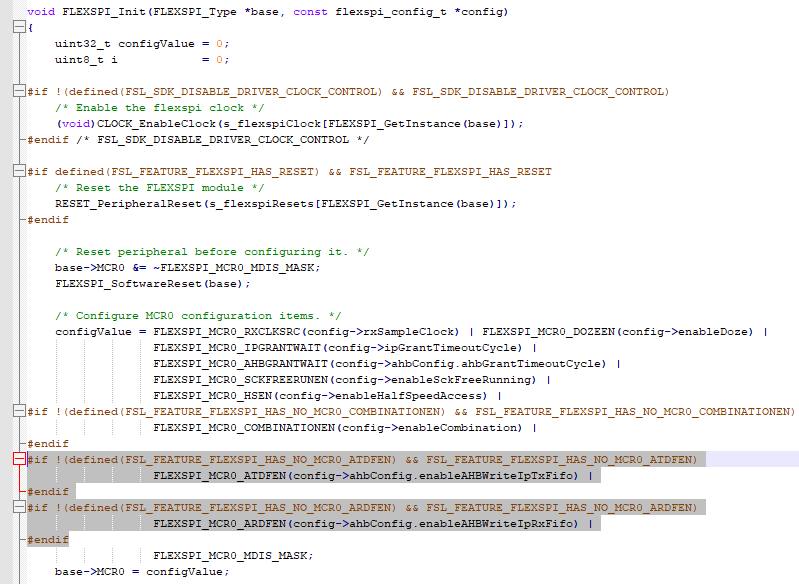 void FLEXSPI_Init(FLEXSPI_Type *base, const flexspi_config_t *config)
{
    uint32_t configValue = 0;
    uint8_t i            = 0;

#if !(defined(FSL_SDK_DISABLE_DRIVER_CLOCK_CONTROL) && FSL_SDK_DISABLE_DRIVER_CLOCK_CONTROL)
    /* Enable the flexspi clock */
    (void)CLOCK_EnableClock(s_flexspiClock[FLEXSPI_GetInstance(base)]);
#endif /* FSL_SDK_DISABLE_DRIVER_CLOCK_CONTROL */

#if defined(FSL_FEATURE_FLEXSPI_HAS_RESET) && FSL_FEATURE_FLEXSPI_HAS_RESET
    /* Reset the FLEXSPI module */
    RESET_PeripheralReset(s_flexspiResets[FLEXSPI_GetInstance(base)]);
#endif

    /* Reset peripheral before configuring it. */
    base->MCR0 &= ~FLEXSPI_MCR0_MDIS_MASK;
    FLEXSPI_SoftwareReset(base);

    /* Configure MCR0 configuration items. */
    configValue = FLEXSPI_MCR0_RXCLKSRC(config->rxSampleClock) | FLEXSPI_MCR0_DOZEEN(config->enableDoze) |
                  FLEXSPI_MCR0_IPGRANTWAIT(config->ipGrantTimeoutCycle) |
                  FLEXSPI_MCR0_AHBGRANTWAIT(config->ahbConfig.ahbGrantTimeoutCycle) |
                  FLEXSPI_MCR0_SCKFREERUNEN(config->enableSckFreeRunning) |
                  FLEXSPI_MCR0_HSEN(config->enableHalfSpeedAccess) |
#if !(defined(FSL_FEATURE_FLEXSPI_HAS_NO_MCR0_COMBINATIONEN) && FSL_FEATURE_FLEXSPI_HAS_NO_MCR0_COMBINATIONEN)
                  FLEXSPI_MCR0_COMBINATIONEN(config->enableCombination) |
#endif
#if !(defined(FSL_FEATURE_FLEXSPI_HAS_NO_MCR0_ATDFEN) && FSL_FEATURE_FLEXSPI_HAS_NO_MCR0_ATDFEN)
                  FLEXSPI_MCR0_ATDFEN(config->ahbConfig.enableAHBWriteIpTxFifo) |
#endif
#if !(defined(FSL_FEATURE_FLEXSPI_HAS_NO_MCR0_ARDFEN) && FSL_FEATURE_FLEXSPI_HAS_NO_MCR0_ARDFEN)
                  FLEXSPI_MCR0_ARDFEN(config->ahbConfig.enableAHBWriteIpRxFifo) |
#endif
                  FLEXSPI_MCR0_MDIS_MASK;
    base->MCR0 = configValue;